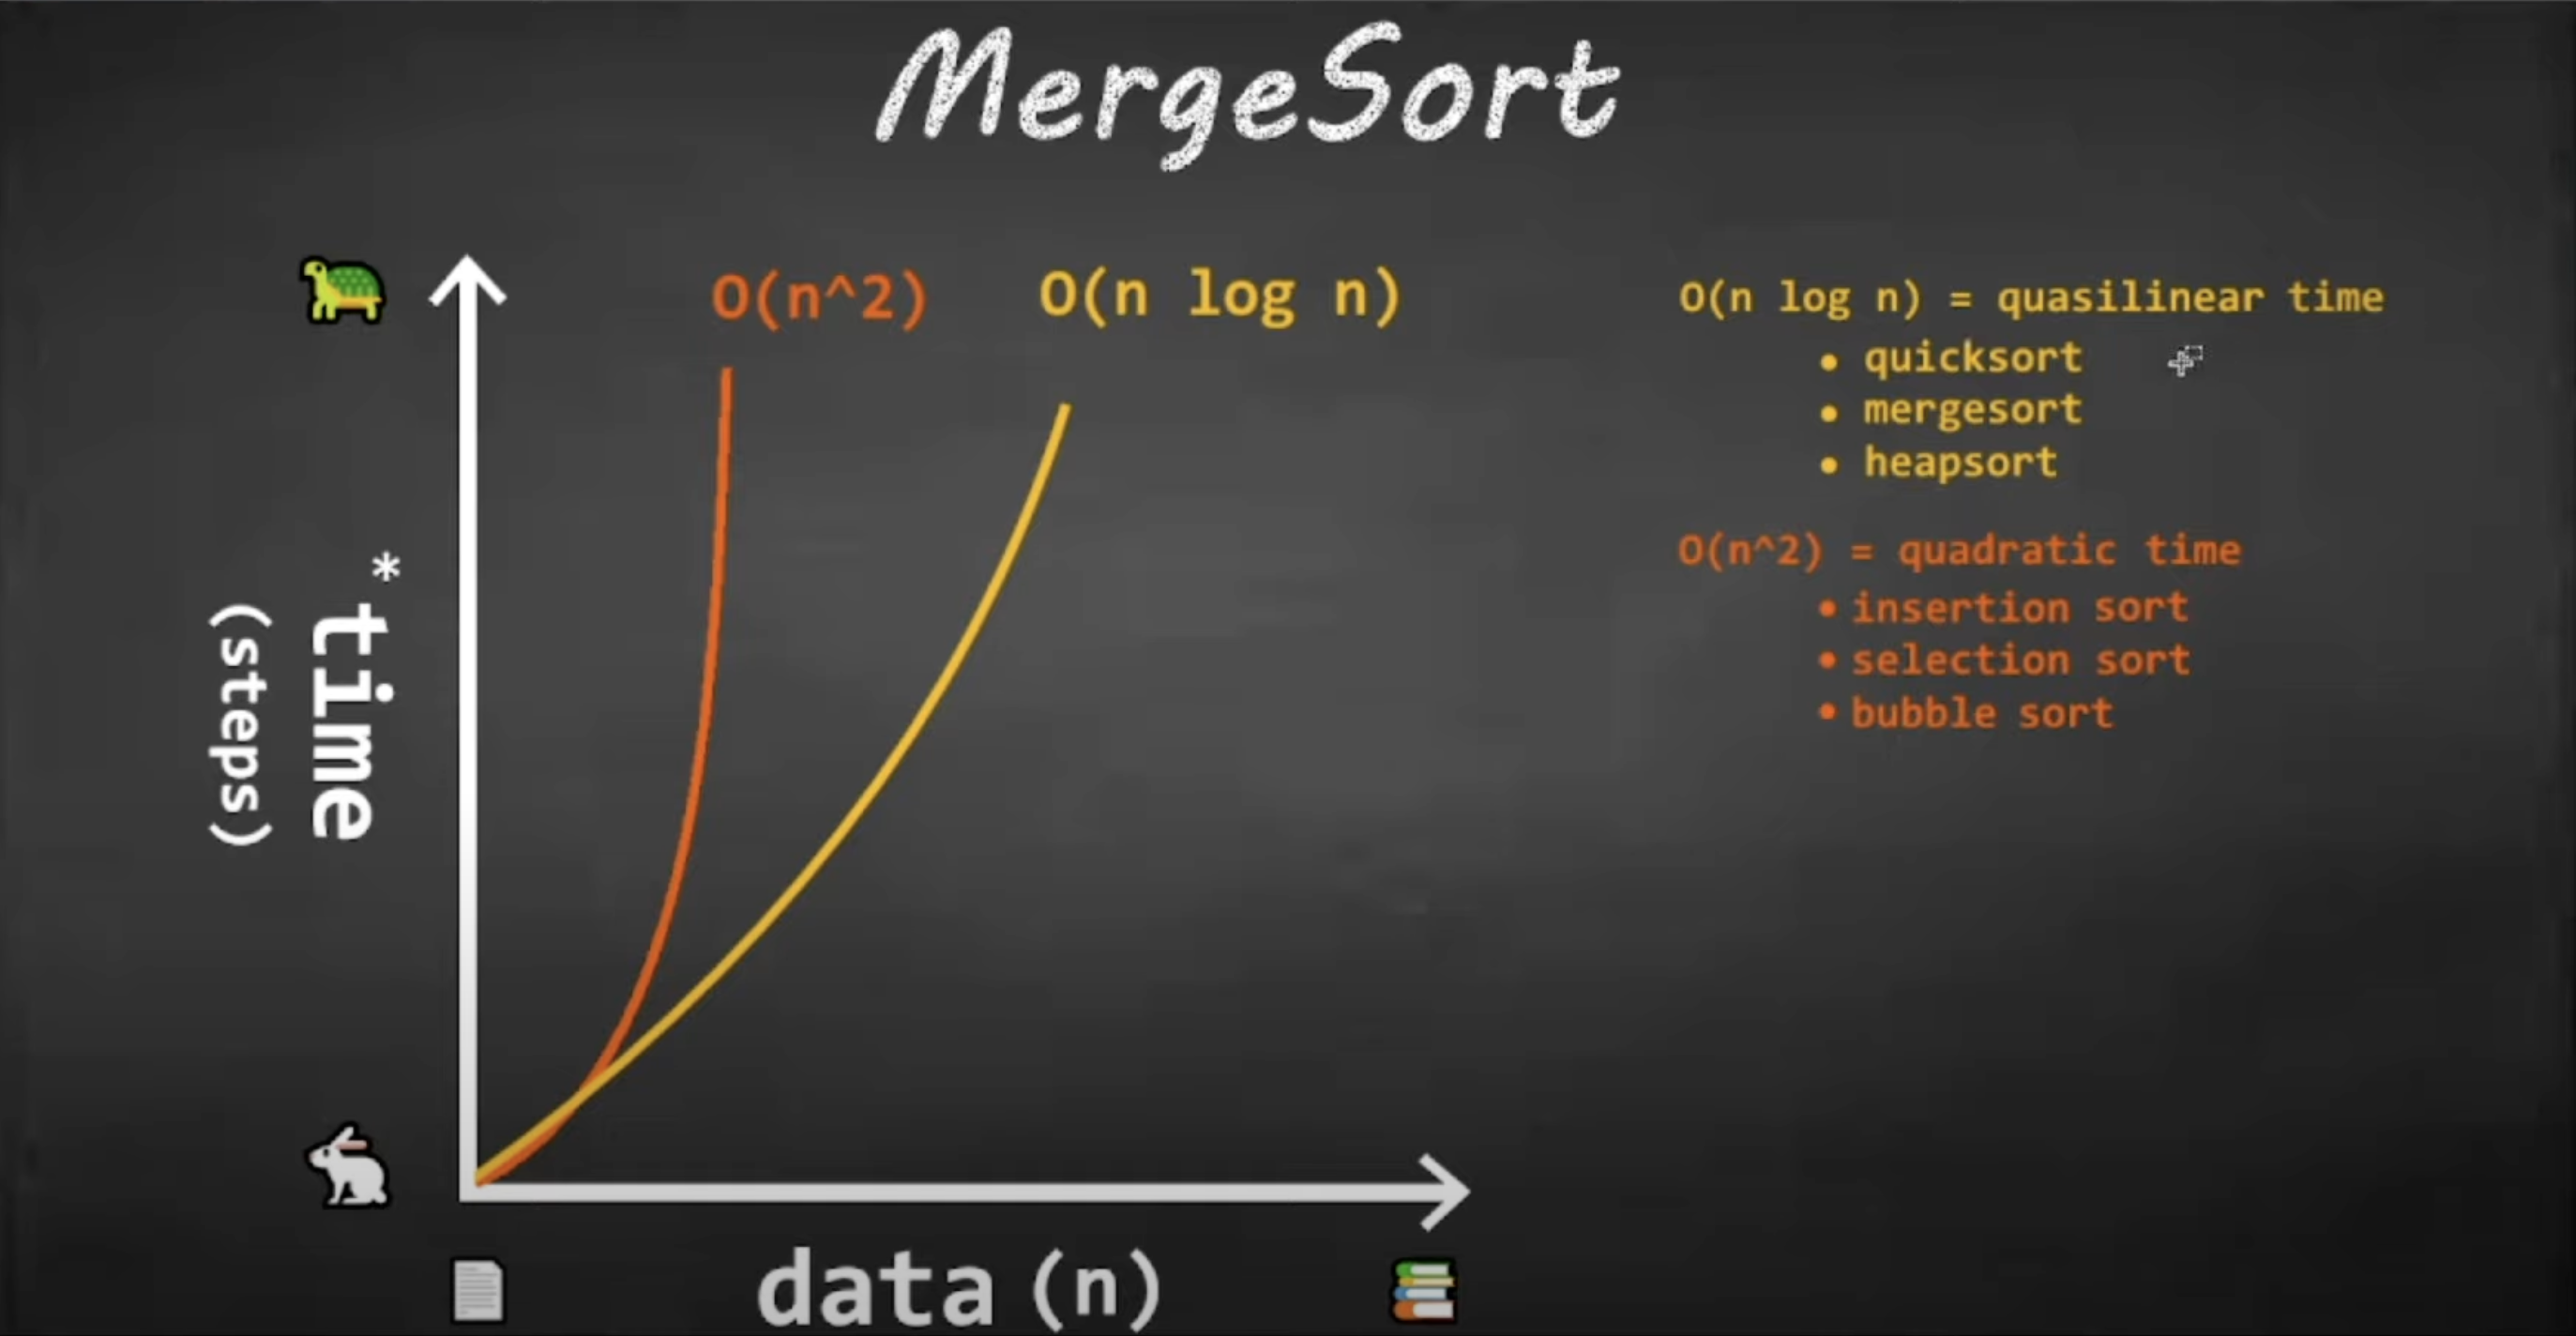 MergeSort
O(n^2)
O(n log n)
*time
(steps)
data (n)
O(n log n) = quasilinear time
• quicksort
• mergesort
• heapsort
O(n^2) = quadratic time
• insertion sort
• selection sort
• bubble sort